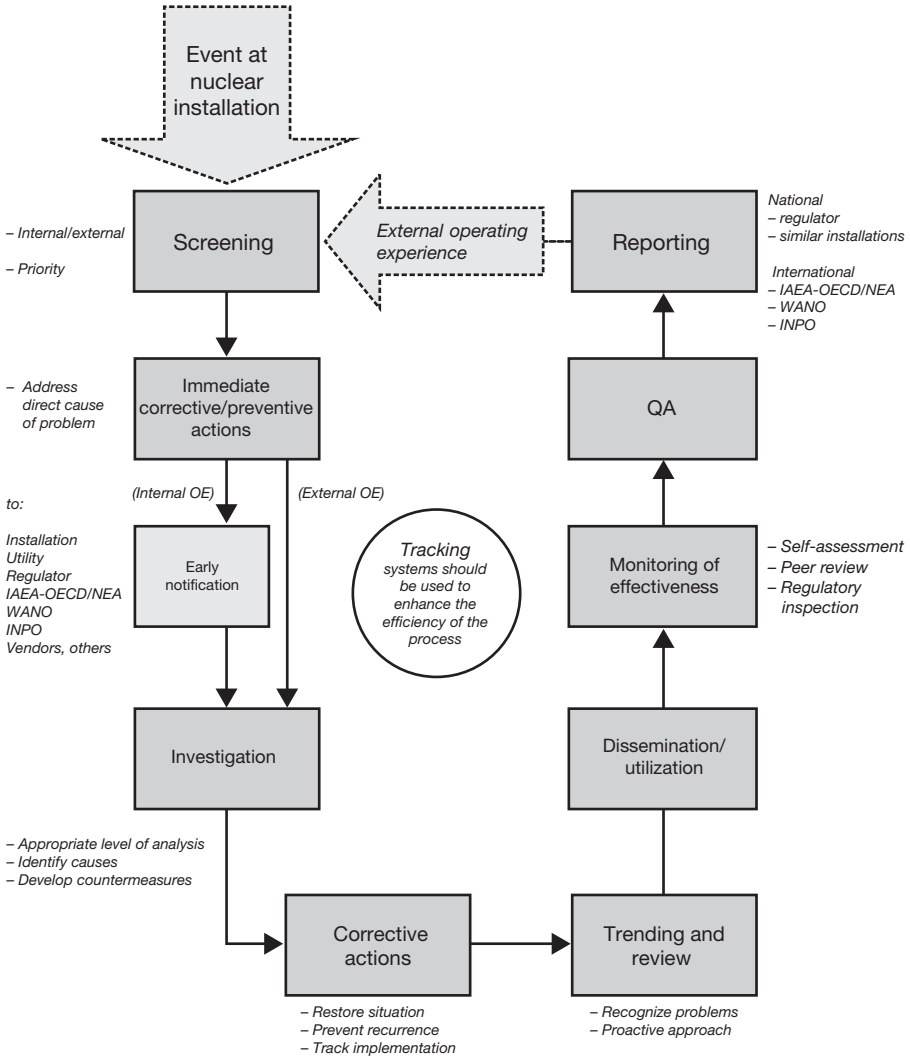 Event at
nuclear
installation
– Internal/external
– Priority
Screening
External operating
experience
Reporting
National
– regulator
– similar installations
International
– IAEA-OECD/NEA
– WANO
– INPO
– Address
direct cause
of problem
Immediate
corrective/preventive
actions
QA
(Internal OE)
(External OE)
to:
Installation
Utility
Regulator
IAEA-OECD/NEA
WANO
INPO
Vendors, others
Early
notification
Tracking
systems should
be used to
enhance the
efficiency of the
process
Monitoring of
effectiveness
– Self-assessment
– Peer review
– Regulatory
inspection
Investigation
Dissemination/
utilization
– Appropriate level of analysis
– Identify causes
– Develop countermeasures
Corrective
actions
Trending and
review
– Restore situation
– Prevent recurrence
– Track implementation
– Recognize problems
– Proactive approach